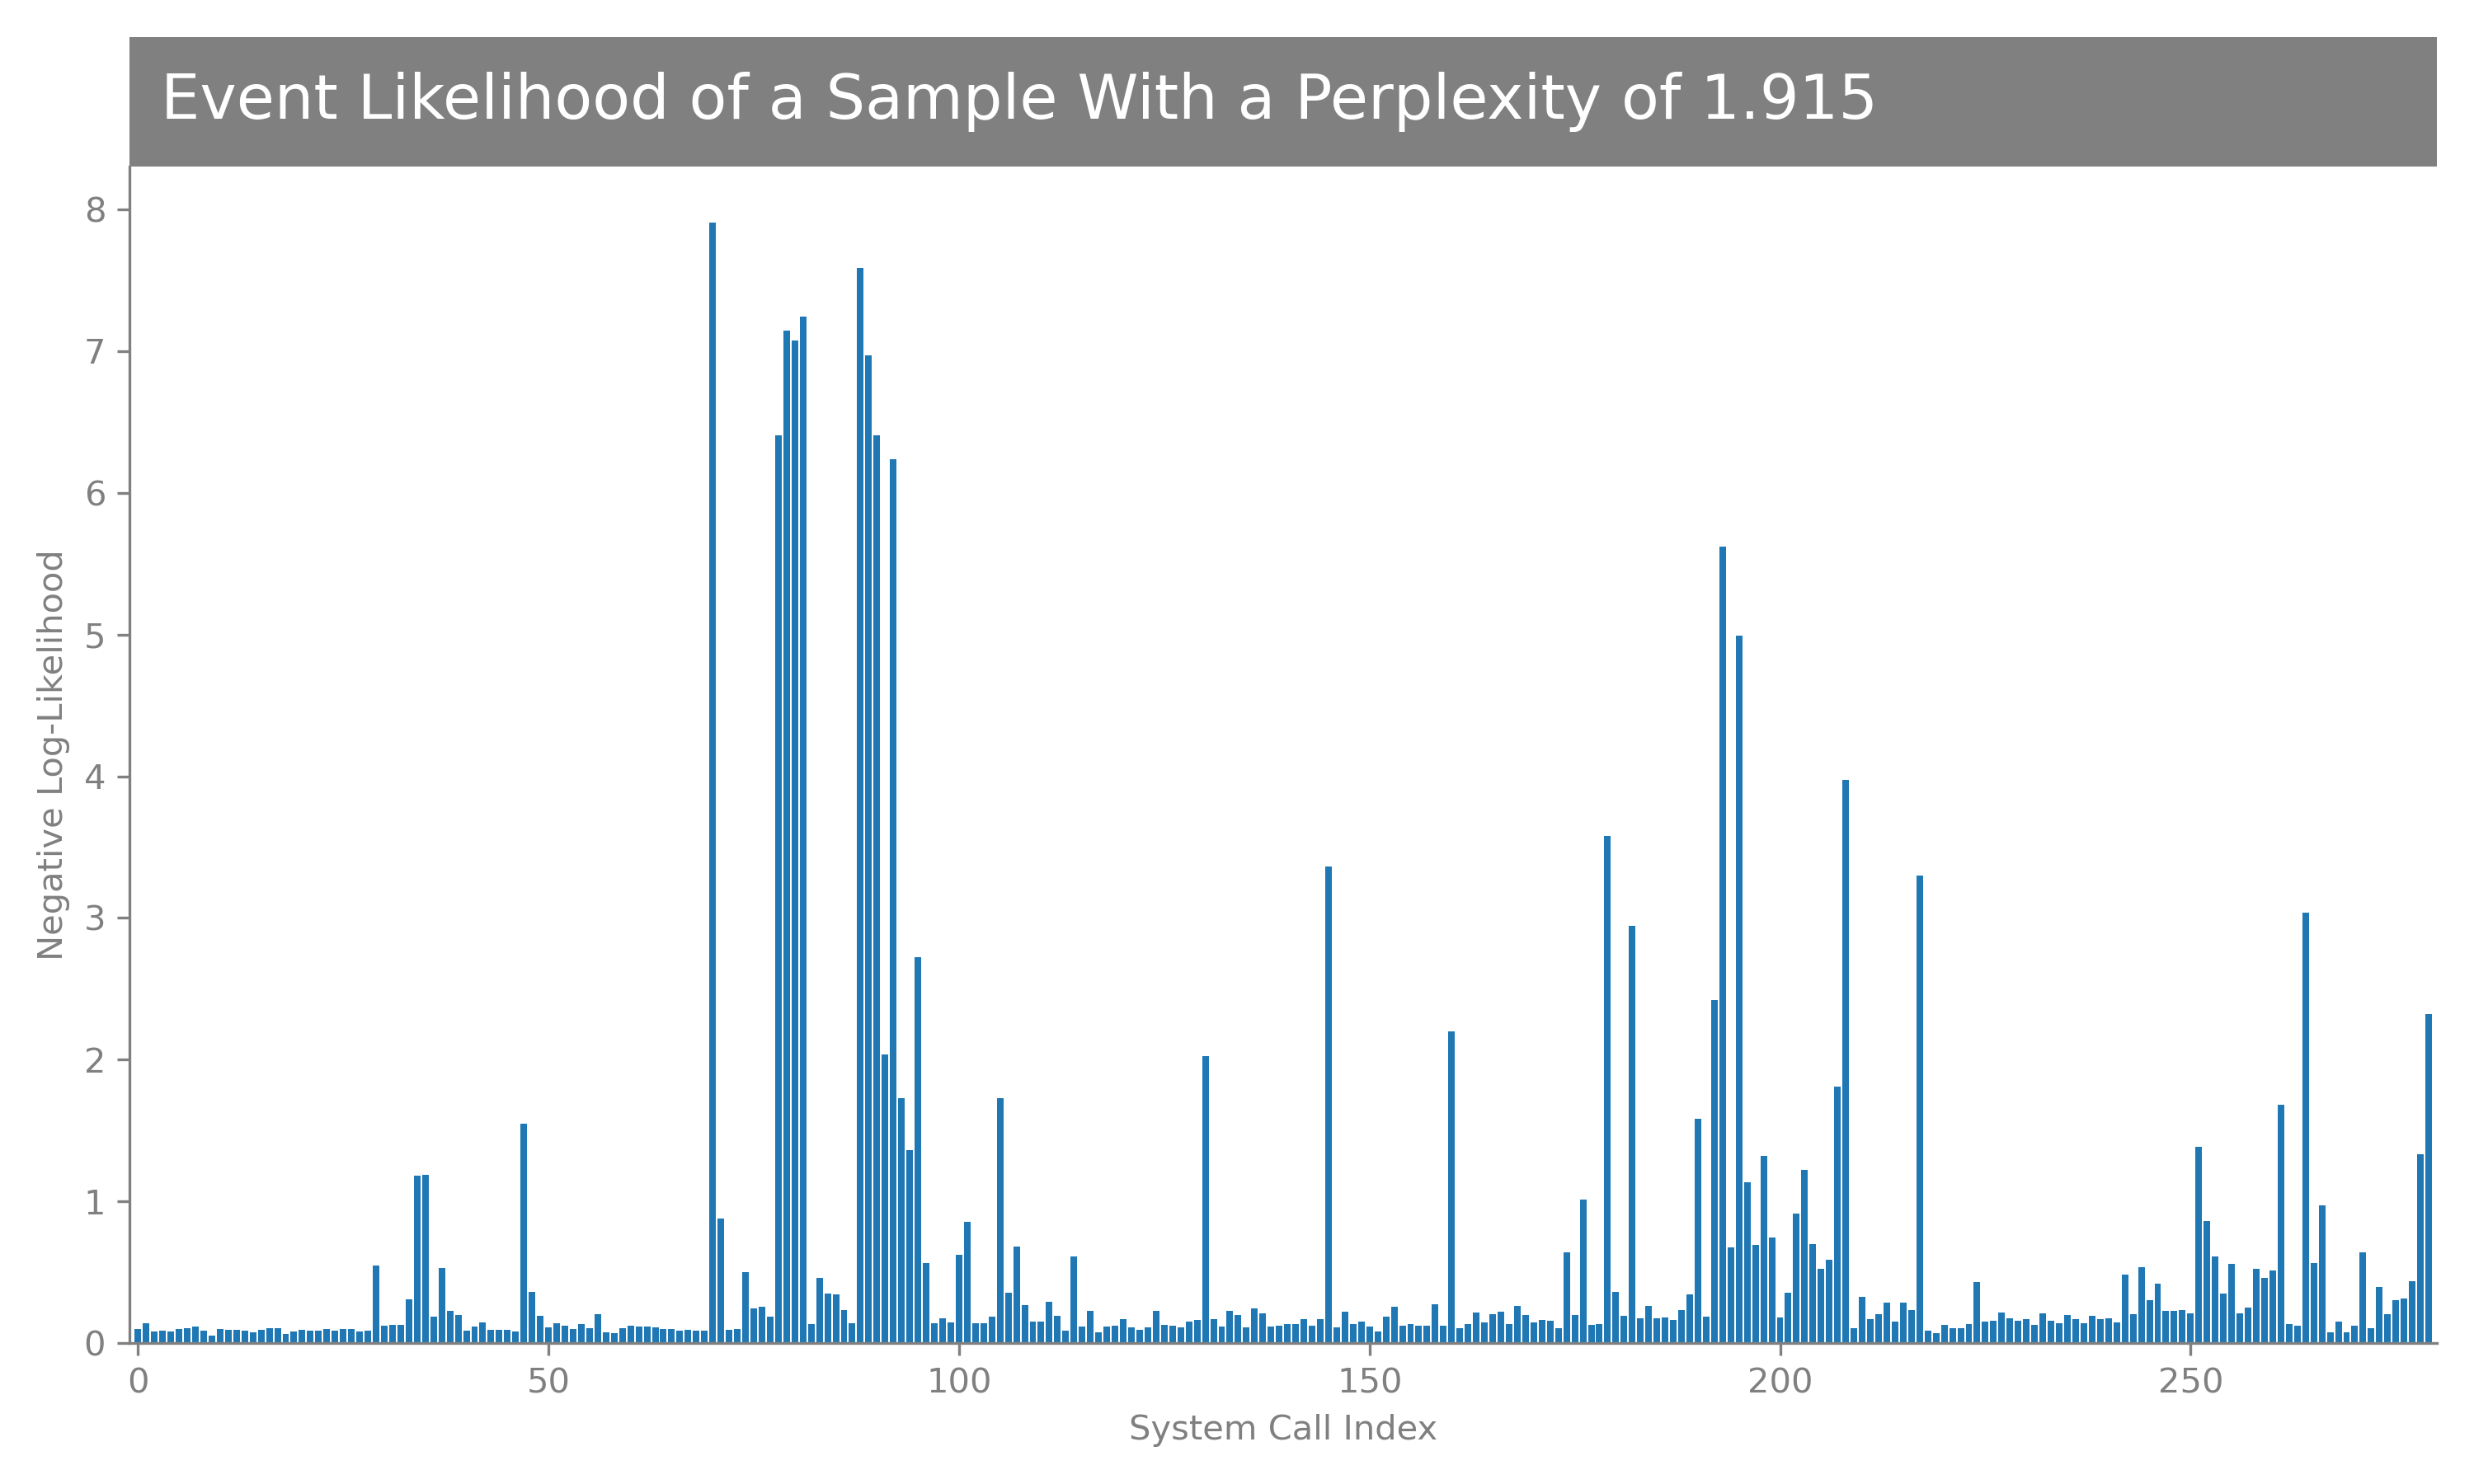 Event Likelihood of a Sample With a Perplexity of 1.915
8
7
6
5
4
3
2
1
0
Negative Log-Likelihood
0 50 100 150 200 250
System Call Index